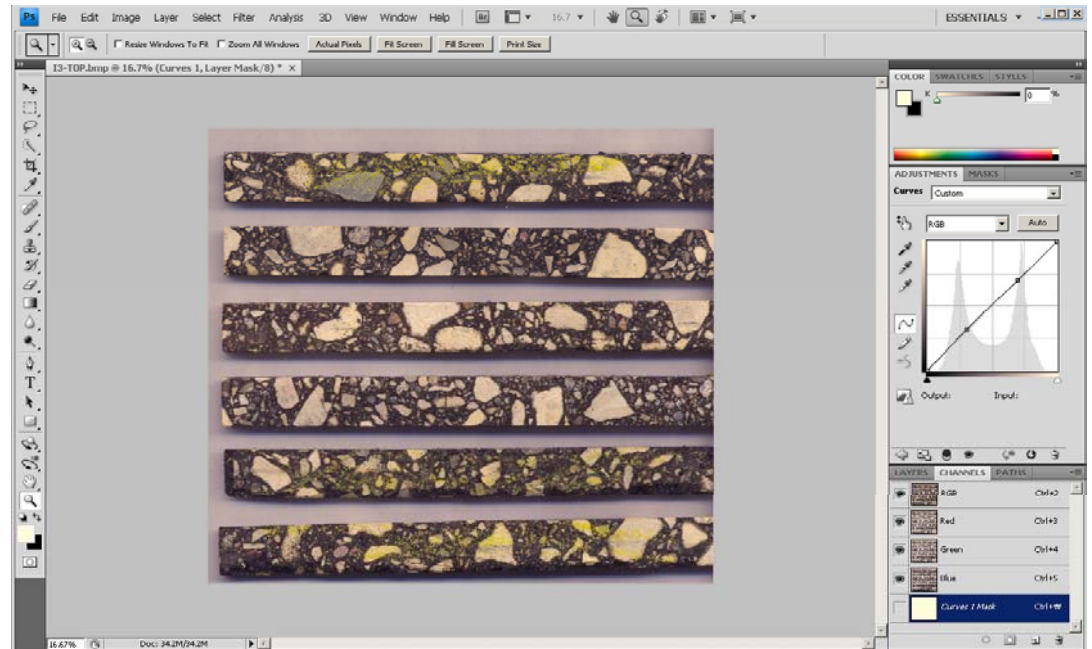 Ps File Edit Image Layer Select Filter Analysis 3D View Window Help Br 16.7 ESSENTIALS
Resize Windows To Fit Zoom All Windows Actual Pixels Fit Screen Fill Screen Print Size
I3-TOP.bmp @ 16.7% (Curves 1, Layer Mask/8) * ×
COLOR SWATCHES STYLES
K 0 %
ADJUSTMENTS MASKS
Curves Custom
RGB Auto
Output: Input:
LAYERS CHANNELS PATHS
RGB Ctrl+2
Red Ctrl+3
Green Ctrl+4
Blue Ctrl+5
Curves 1 Mask Ctrl+\
T
16.67% Doc: 34.2M/34.2M